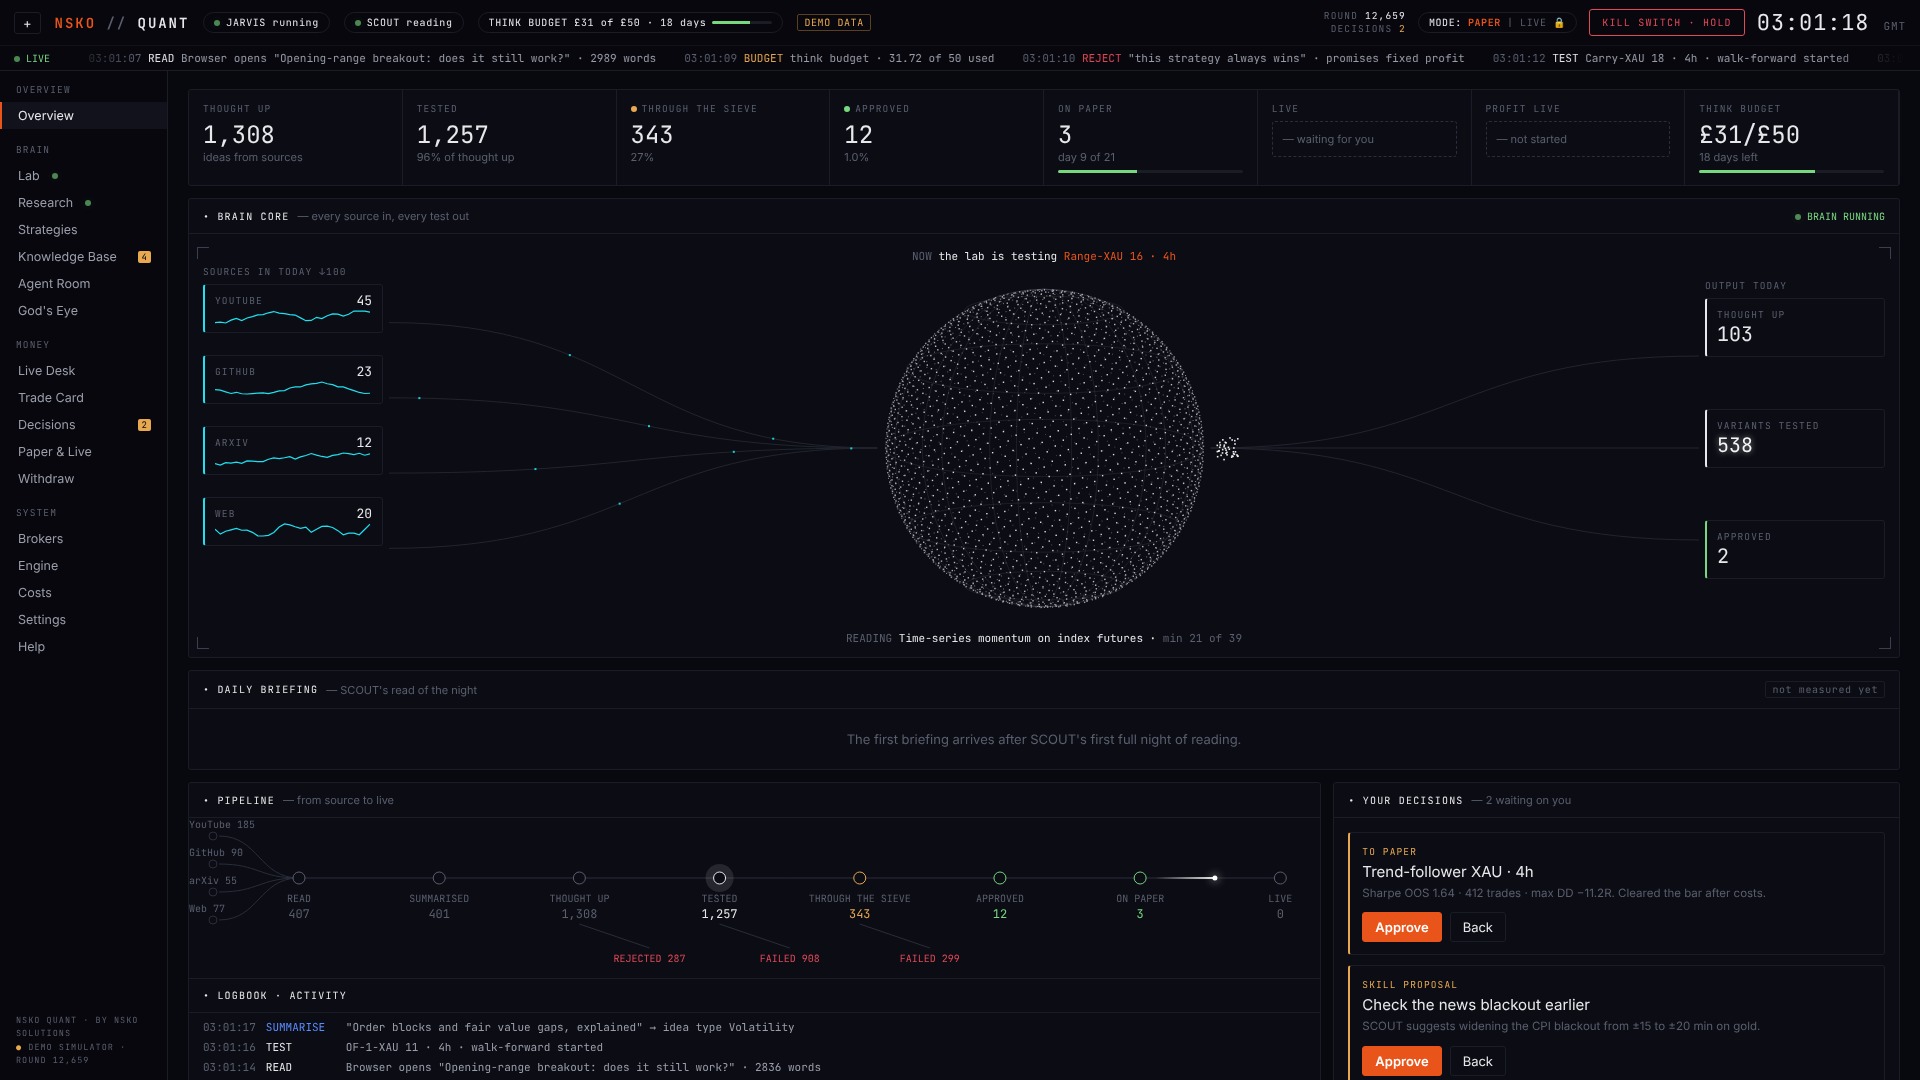 + NSKO // QUANT JARVIS running SCOUT reading THINK BUDGET £31 of £50 · 18 days DEMO DATA
ROUND 12,659
DECISIONS 2
MODE: PAPER | LIVE 🔒 KILL SWITCH · HOLD 03:01:18 GMT
LIVE 03:01:07 READ Browser opens "Opening-range breakout: does it still work?" · 2989 words 03:01:09 BUDGET think budget · 31.72 of 50 used 03:01:10 REJECT "this strategy always wins" · promises fixed profit 03:01:12 TEST Carry-XAU 18 · 4h · walk-forward started 03:
OVERVIEW
Overview
BRAIN
Lab
Research
Strategies
Knowledge Base 4
Agent Room
God's Eye
MONEY
Live Desk
Trade Card
Decisions 2
Paper & Live
Withdraw
SYSTEM
Brokers
Engine
Costs
Settings
Help
NSKO QUANT · BY NSKO
SOLUTIONS
DEMO SIMULATOR ·
ROUND 12,659
THOUGHT UP
1,308
ideas from sources
TESTED
1,257
96% of thought up
THROUGH THE SIEVE
343
27%
APPROVED
12
1.0%
ON PAPER
3
day 9 of 21
LIVE
— waiting for you
PROFIT LIVE
— not started
THINK BUDGET
£31/£50
18 days left
• BRAIN CORE — every source in, every test out
BRAIN RUNNING
NOW the lab is testing Range-XAU 16 · 4h
SOURCES IN TODAY ↓100
YOUTUBE 45
GITHUB 23
ARXIV 12
WEB 20
OUTPUT TODAY
THOUGHT UP
103
VARIANTS TESTED
538
APPROVED
2
READING Time-series momentum on index futures · min 21 of 39
• DAILY BRIEFING — SCOUT's read of the night
not measured yet
The first briefing arrives after SCOUT's first full night of reading.
• PIPELINE — from source to live
YouTube 185
GitHub 90
arXiv 55
Web 77
READ
407
SUMMARISED
401
THOUGHT UP
1,308
TESTED
1,257
THROUGH THE SIEVE
343
APPROVED
12
ON PAPER
3
LIVE
0
REJECTED 287
FAILED 908
FAILED 299
• LOGBOOK · ACTIVITY
03:01:17 SUMMARISE "Order blocks and fair value gaps, explained" → idea type Volatility
03:01:16 TEST OF-1-XAU 11 · 4h · walk-forward started
03:01:14 READ Browser opens "Opening-range breakout: does it still work?" · 2836 words
• YOUR DECISIONS — 2 waiting on you
TO PAPER
Trend-follower XAU · 4h
Sharpe OOS 1.64 · 412 trades · max DD −11.2R. Cleared the bar after costs.
Approve Back
SKILL PROPOSAL
Check the news blackout earlier
SCOUT suggests widening the CPI blackout from ±15 to ±20 min on gold.
Approve Back